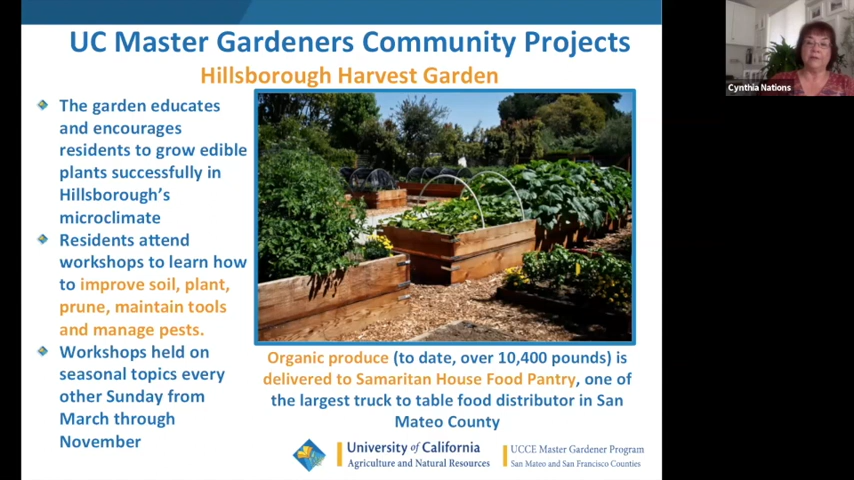 UC Master Gardeners Community Projects
Hillsborough Harvest Garden
The garden educates
and encourages
residents to grow edible
plants successfully in
Hillsborough's
microclimate
Residents attend
workshops to learn how
to improve soil, plant,
prune, maintain tools
and manage pests.
Workshops held on
seasonal topics every
other Sunday from
March through
November
Organic produce (to date, over 10,400 pounds) is
delivered to Samaritan House Food Pantry, one of
the largest truck to table food distributor in San
Mateo County
University of California
Agriculture and Natural Resources
UCCE Master Gardener Program
San Mateo and San Francisco Counties
Cynthia Nations